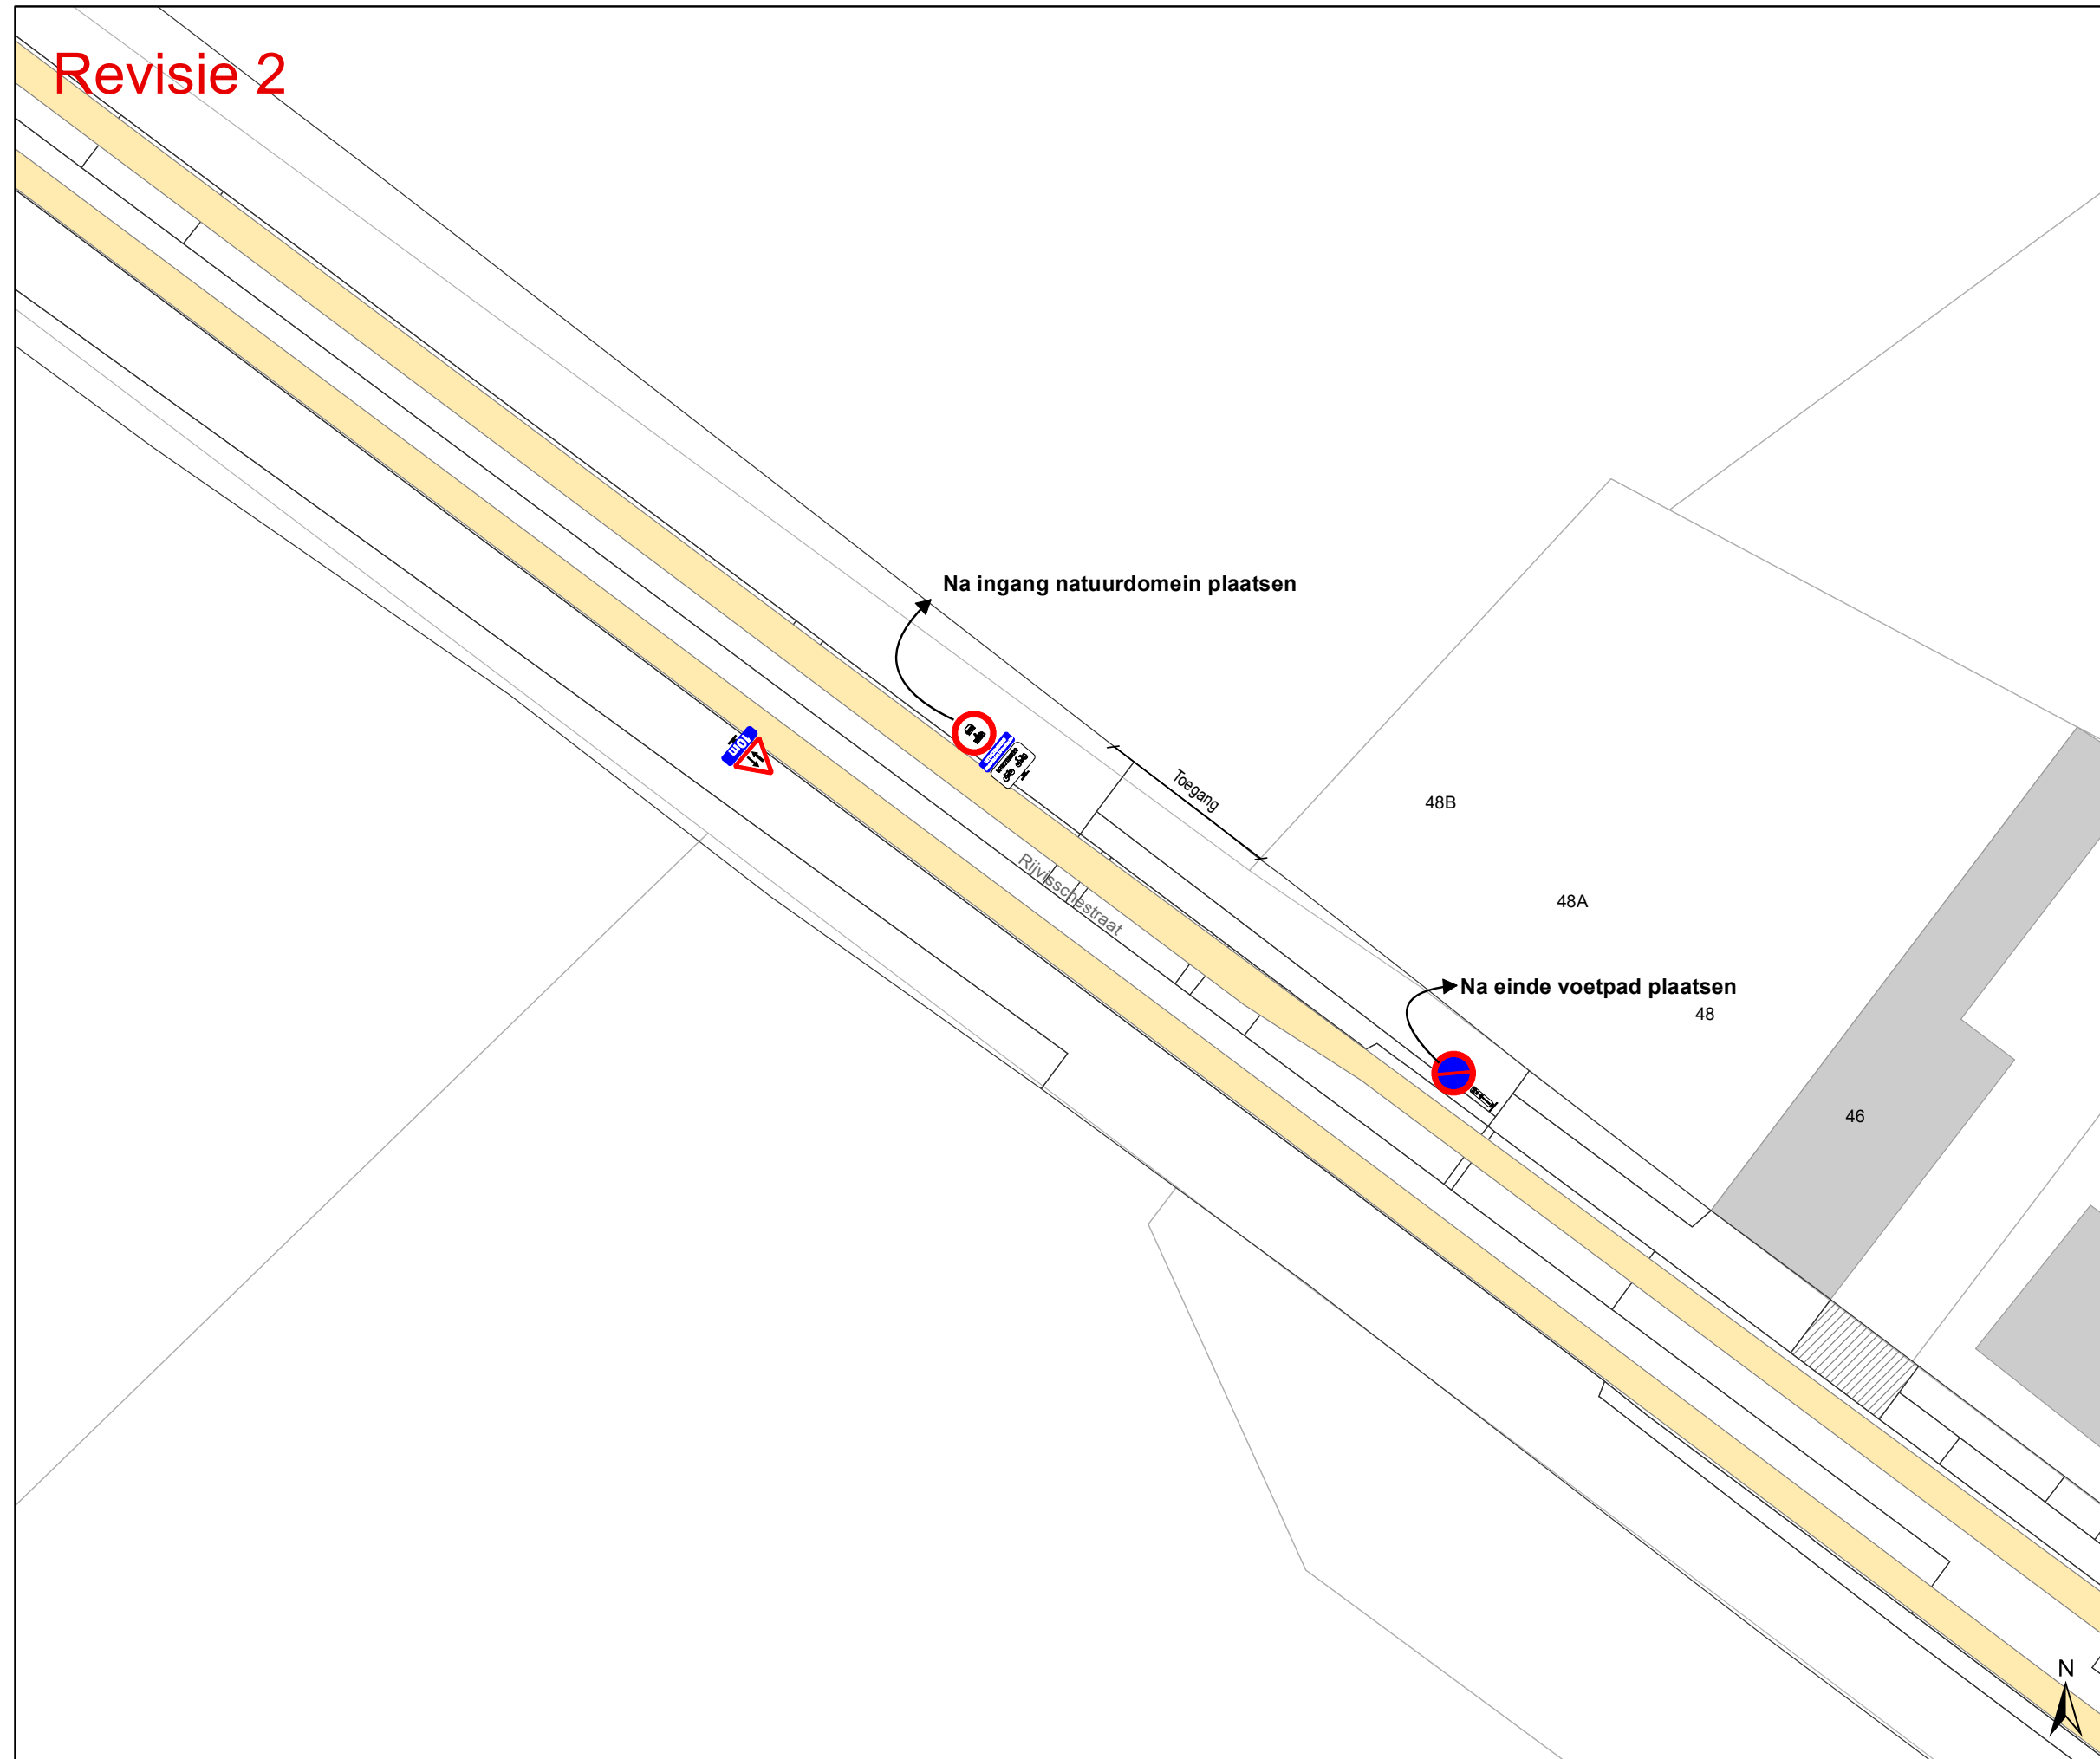 Revisie 2
Na ingang natuurdomein plaatsen
Toegang
48B
Rijvisschestraat
48A
Na einde voetpad plaatsen
48
46
N